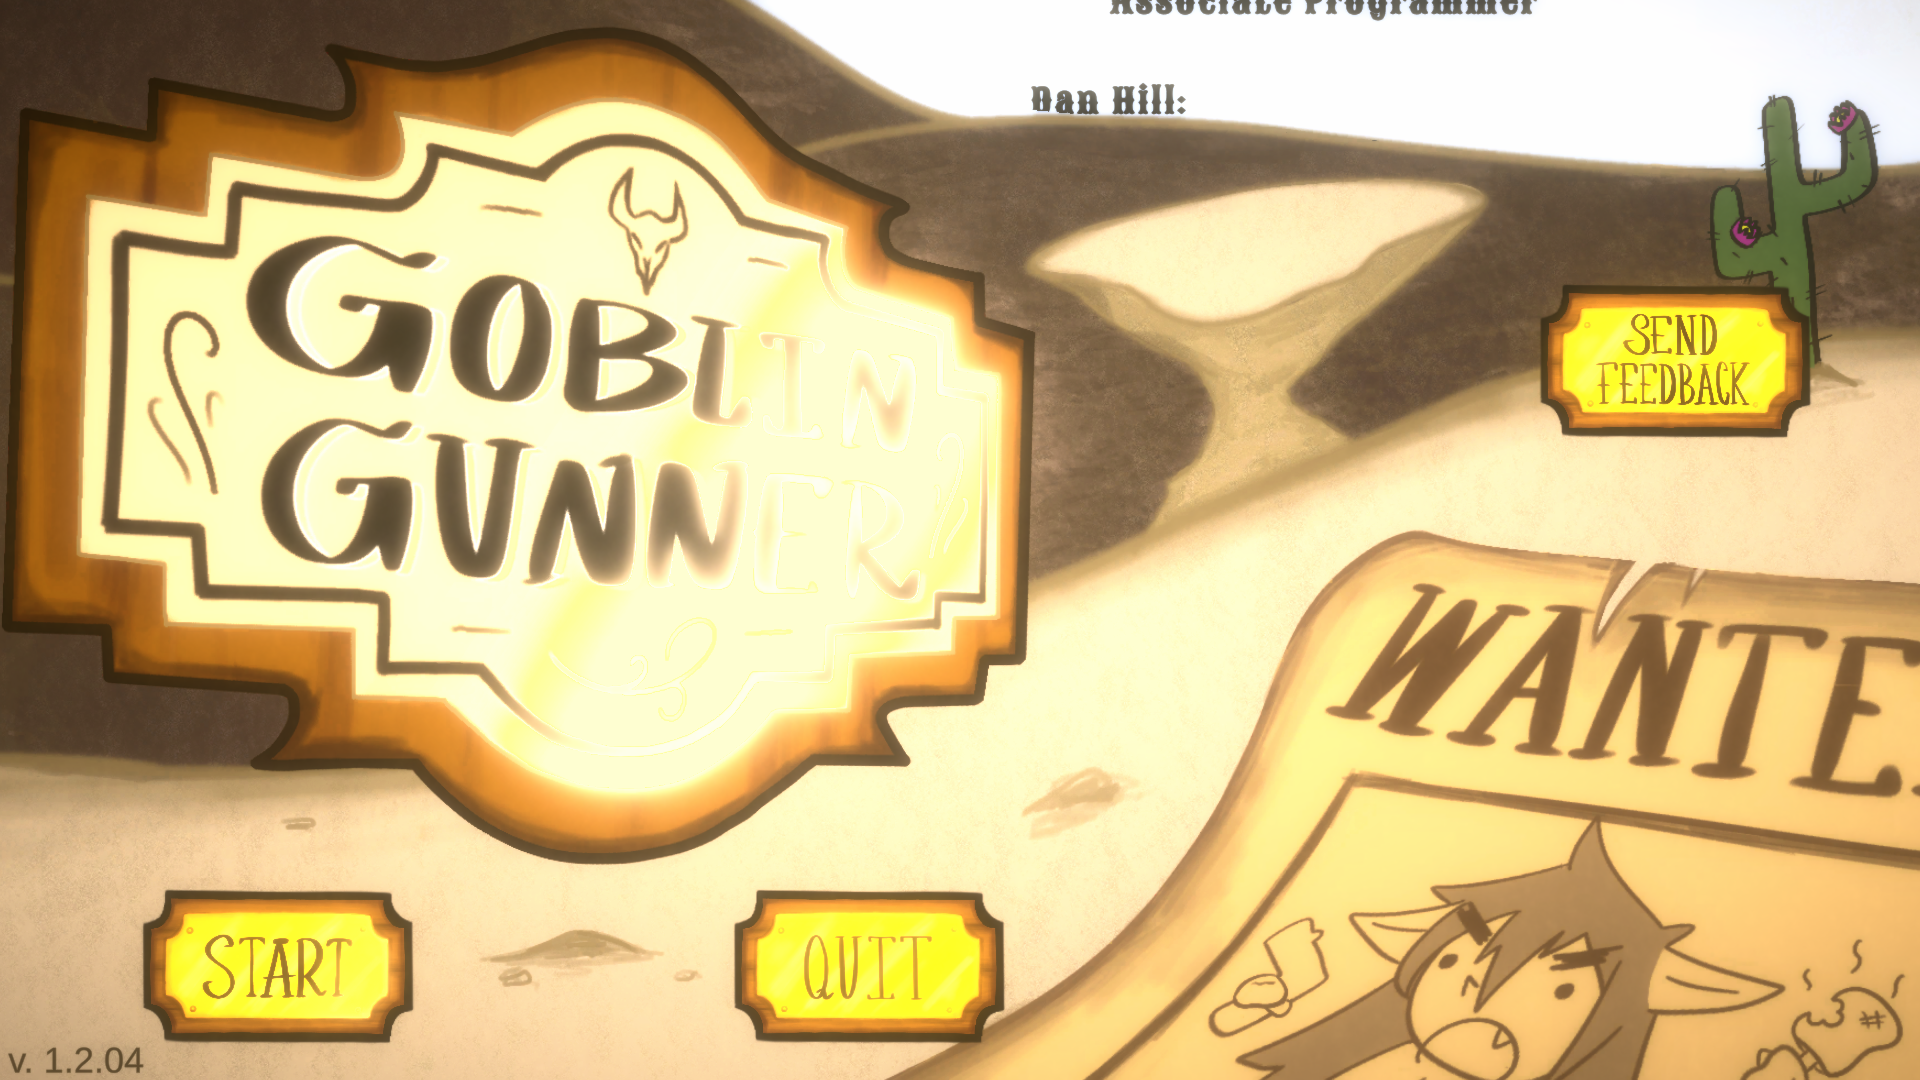 Associate Programmer
Dan Hill:
GOBLIN
GUNNER
SEND
FEEDBACK
WANTE
START
QUIT
v. 1.2.04